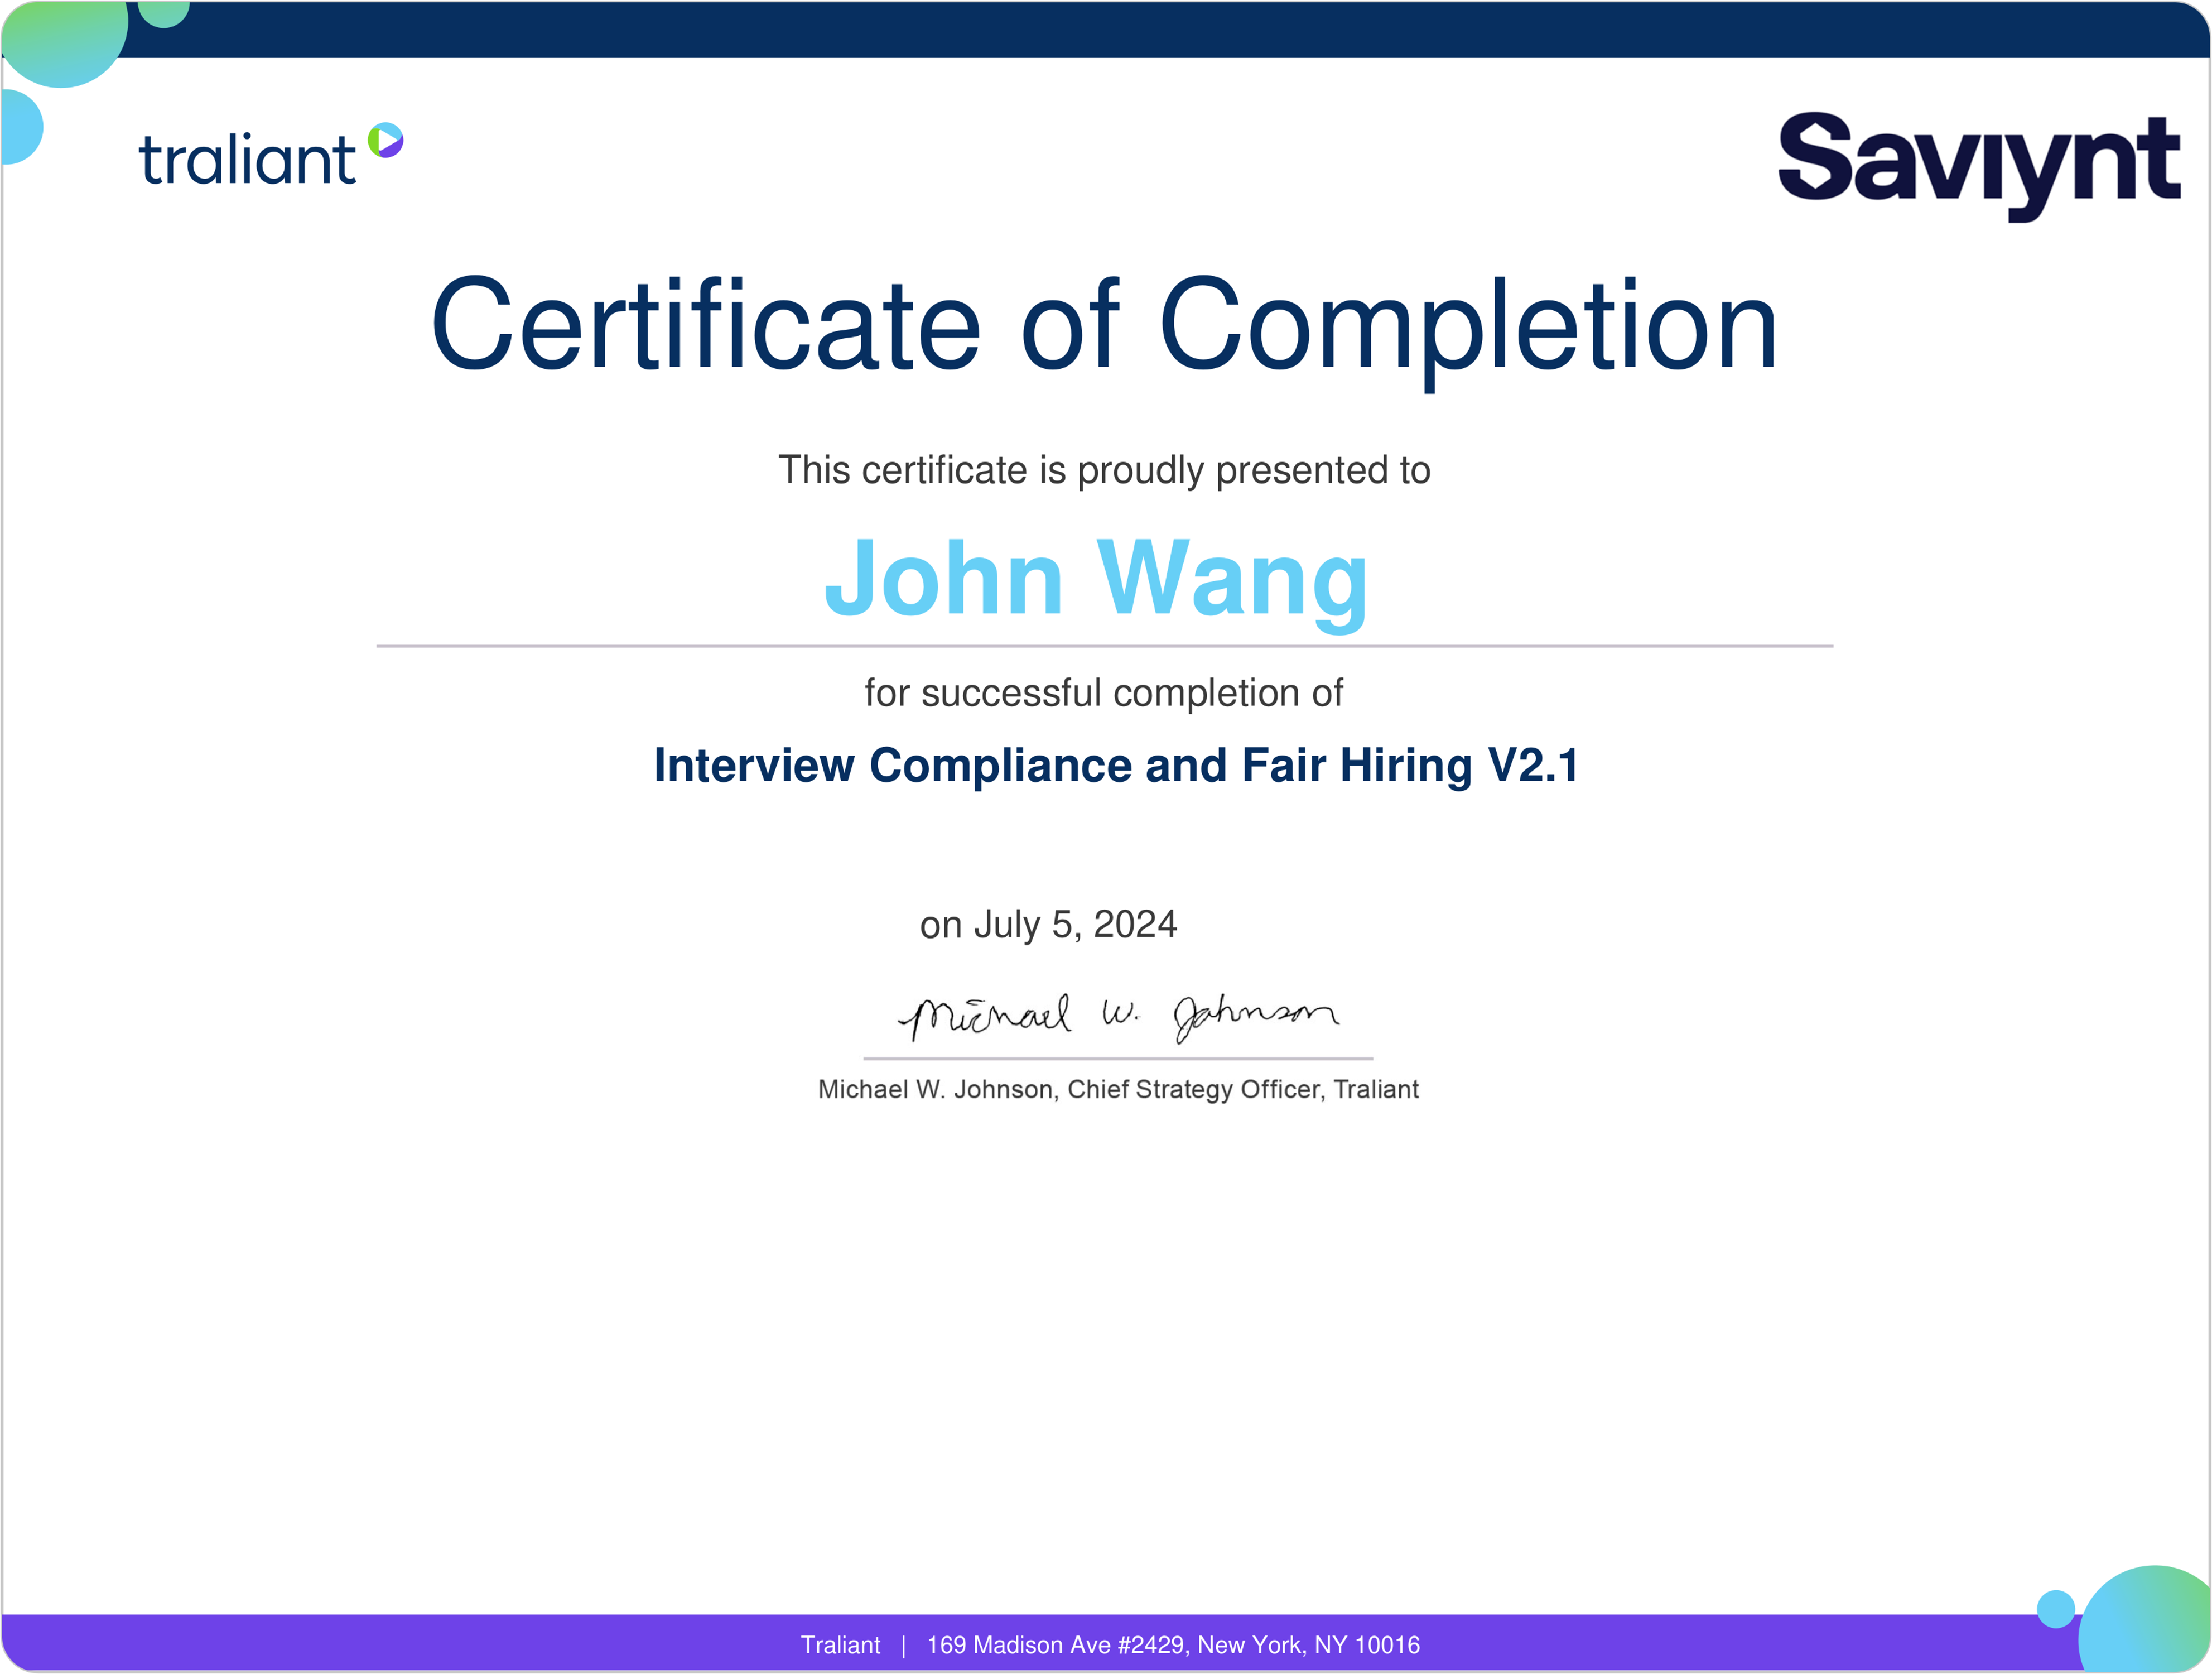 traliant
Saviynt
Certificate of Completion
This certificate is proudly presented to
John Wang
for successful completion of
Interview Compliance and Fair Hiring V2.1
on July 5, 2024
Michael W. Johnson
Michael W. Johnson, Chief Strategy Officer, Traliant
Traliant | 169 Madison Ave #2429, New York, NY 10016